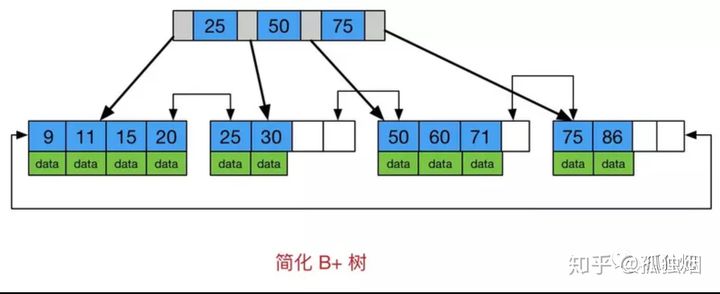 25 50 75
9 11 15 20 25 30 50 60 71 75 86
data data data data data data data data data data data
简化 B+ 树
知乎 @孤独烟